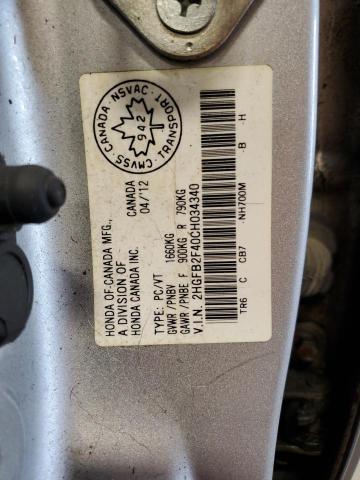 CANADA · NSVAC · TRANSPORT · CMVSS ·
942
HONDA OF CANADA MFG.,
A DIVISION OF
HONDA CANADA INC.
CANADA
04/12
TYPE: PC/VT
GVWR /PNBV 1660KG
GAWR /PNBE F 900KG R 790KG
V.I.N. 2HGFB2F40CH034340
TR6 C CB7 -NH700M -B -H